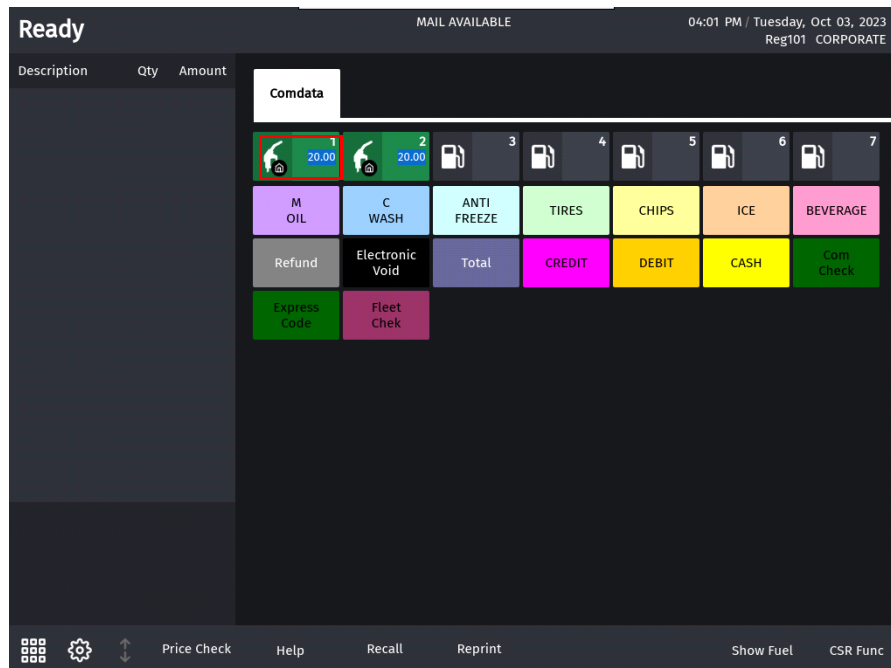 Ready
MAIL AVAILABLE
04:01 PM / Tuesday, Oct 03, 2023
Reg101 CORPORATE
Description Qty Amount
Comdata
1 2 3 4 5 6 7
20.00 20.00
M OIL
C WASH
ANTI FREEZE
TIRES
CHIPS
ICE
BEVERAGE
Refund
Electronic Void
Total
CREDIT
DEBIT
CASH
Com Check
Express Code
Fleet Chek
Price Check Help Recall Reprint Show Fuel CSR Func